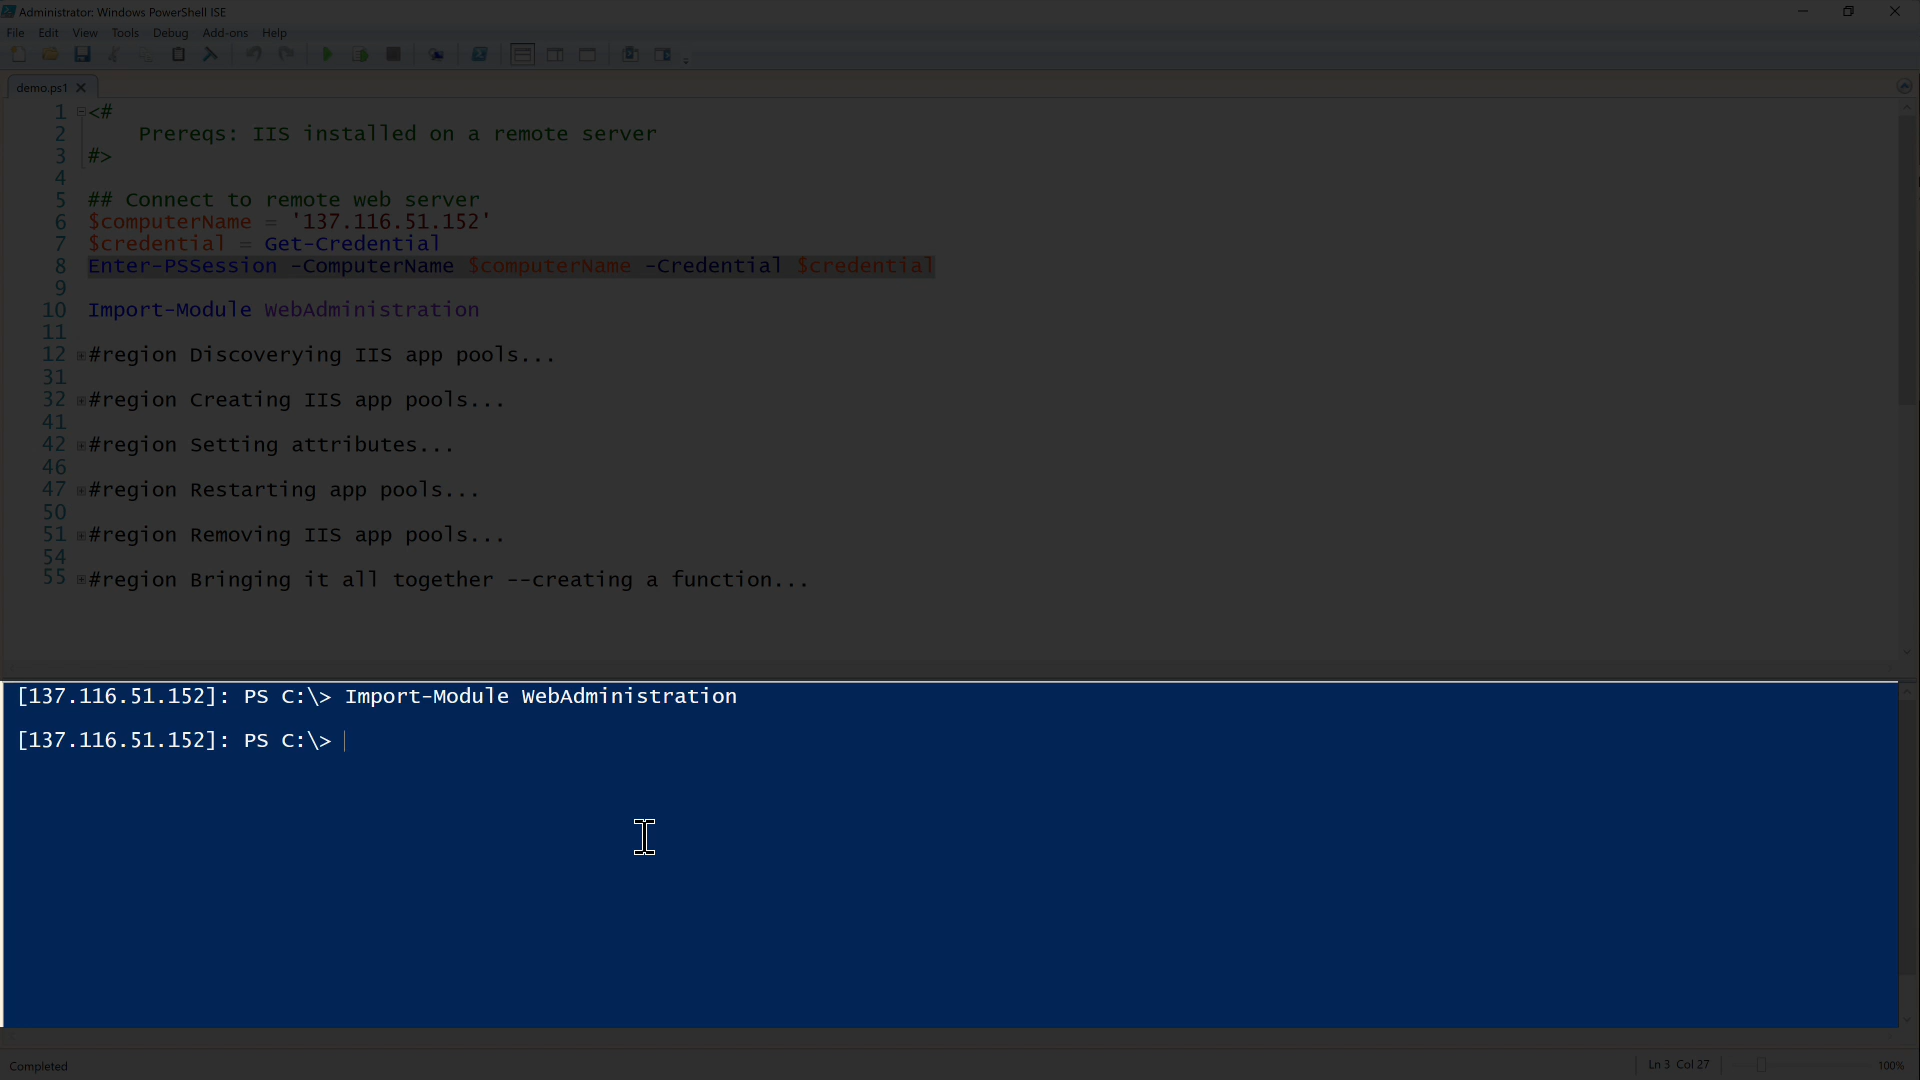 Administrator: Windows PowerShell ISE
File Edit View Tools Debug Add-ons Help
demo.ps1
1 <#
2 Prereqs: IIS installed on a remote server
3 #>
4
5 ## Connect to remote web server
6 $computerName = '137.116.51.152'
7 $credential = Get-Credential
8 Enter-PSSession -ComputerName $computerName -Credential $credential
9
10 Import-Module WebAdministration
11
12 #region Discoverying IIS app pools...
31
32 #region Creating IIS app pools...
41
42 #region Setting attributes...
46
47 #region Restarting app pools...
50
51 #region Removing IIS app pools...
54
55 #region Bringing it all together --creating a function...
[137.116.51.152]: PS C:\> Import-Module WebAdministration
[137.116.51.152]: PS C:\>
Completed
Ln 3 Col 27
100%